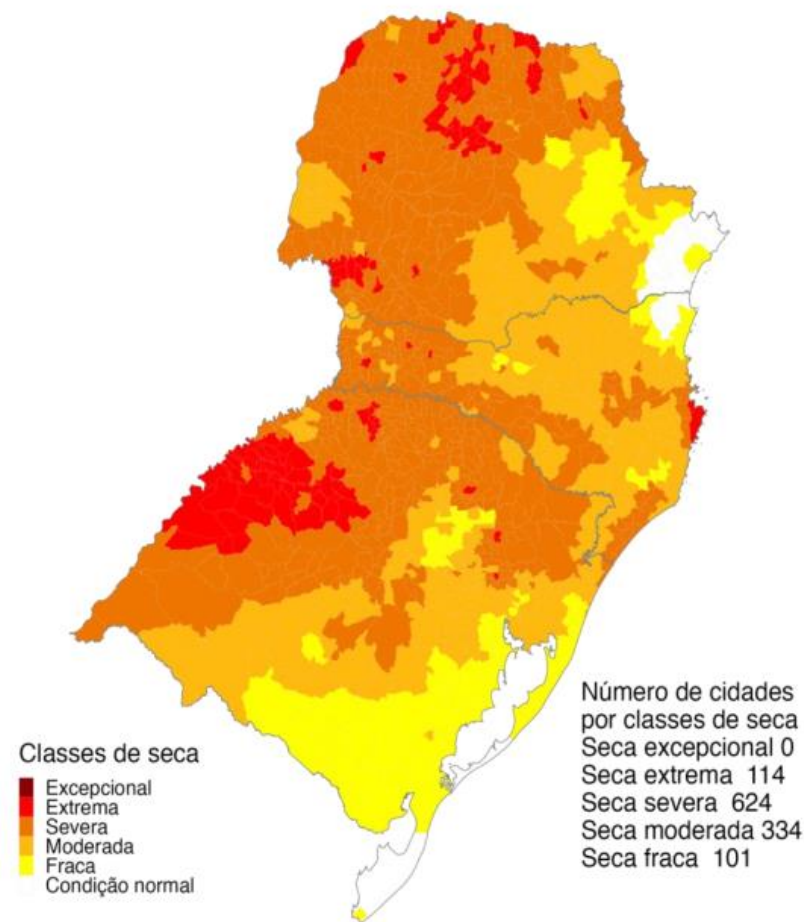 Número de cidades
por classes de seca
Seca excepcional 0
Seca extrema 114
Seca severa 624
Seca moderada 334
Seca fraca 101
Classes de seca
Excepcional
Extrema
Severa
Moderada
Fraca
Condição normal